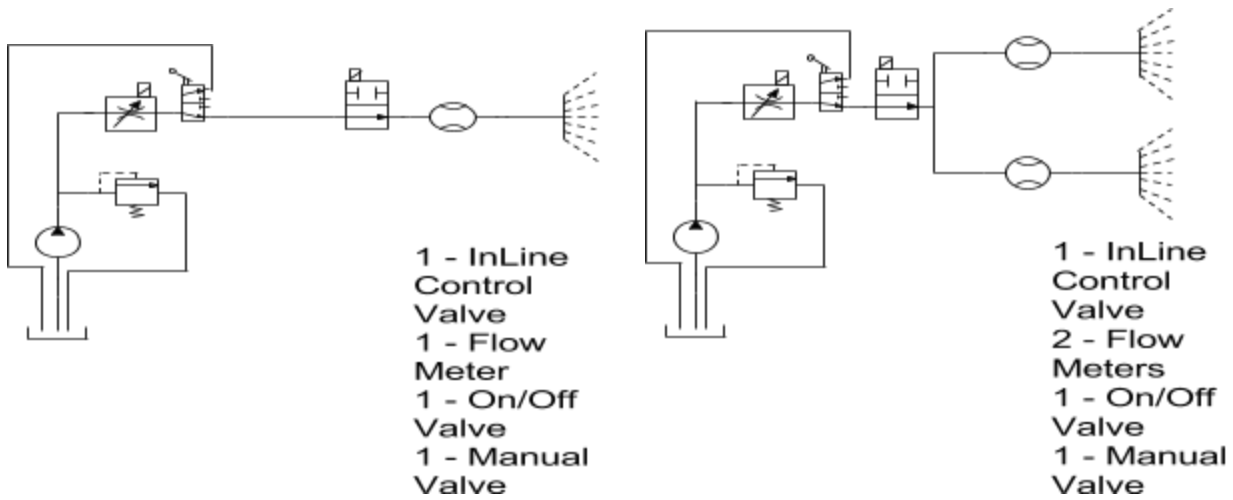 1 - InLine
Control
Valve
1 - Flow
Meter
1 - On/Off
Valve
1 - Manual
Valve
1 - InLine
Control
Valve
2 - Flow
Meters
1 - On/Off
Valve
1 - Manual
Valve